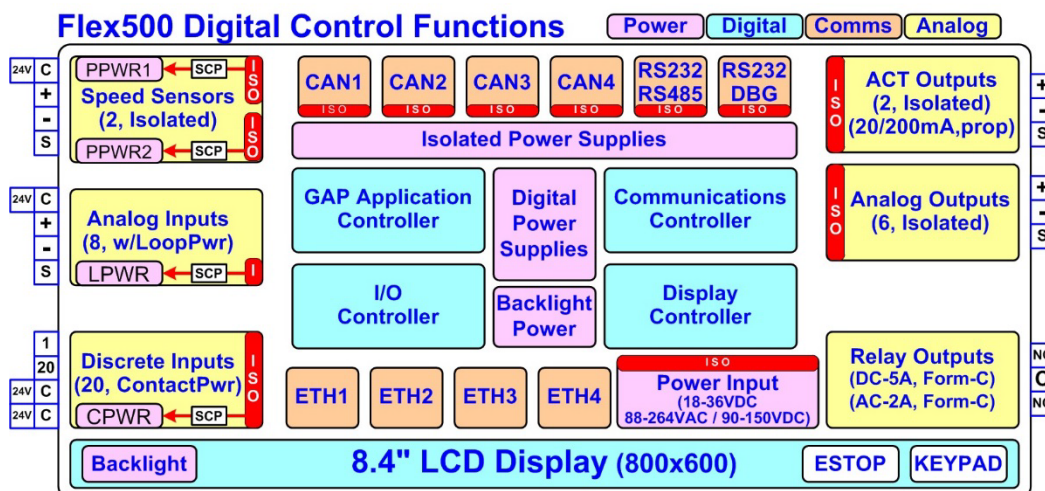 Flex500 Digital Control Functions
Power
Digital
Comms
Analog
24V C
+
-
S
PPWR1
SCP
ISO
Speed Sensors
(2, Isolated)
PPWR2
SCP
ISO
CAN1
ISO
CAN2
ISO
CAN3
ISO
CAN4
ISO
RS232
RS485
ISO
RS232
DBG
ISO
Isolated Power Supplies
ISO
ACT Outputs
(2, Isolated)
(20/200mA,prop)
+
-
S
24V C
+
-
S
Analog Inputs
(8, w/LoopPwr)
LPWR
SCP
I
GAP Application
Controller
Digital
Power
Supplies
Communications
Controller
ISO
Analog Outputs
(6, Isolated)
+
-
S
I/O
Controller
Backlight
Power
Display
Controller
1
20
24V C
24V C
Discrete Inputs
(20, ContactPwr)
CPWR
SCP
ISO
ETH1
ETH2
ETH3
ETH4
ISO
Power Input
(18-36VDC
88-264VAC / 90-150VDC)
Relay Outputs
(DC-5A, Form-C)
(AC-2A, Form-C)
C
Backlight
8.4" LCD Display (800x600)
ESTOP
KEYPAD